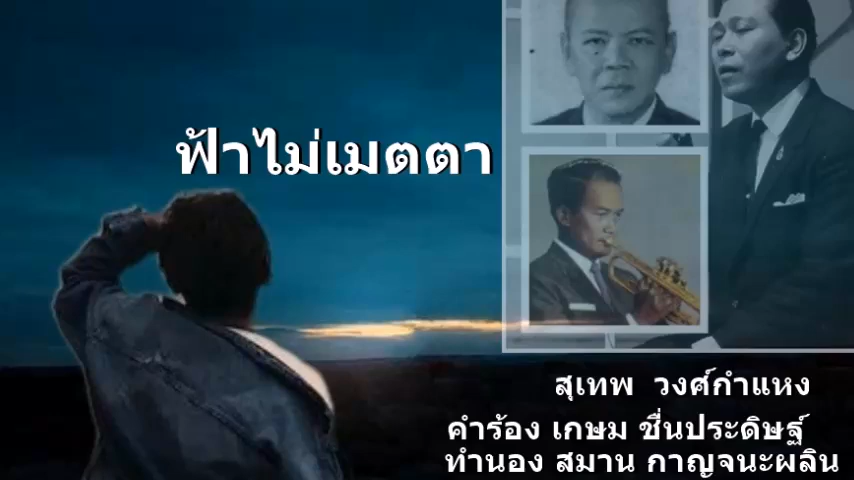 ฟ้าไม่เมตตา
สุเทพ วงศ์กำแหง
คำร้อง เกษม ชื่นประดิษฐ์
ทำนอง สมาน กาญจนะผลิน